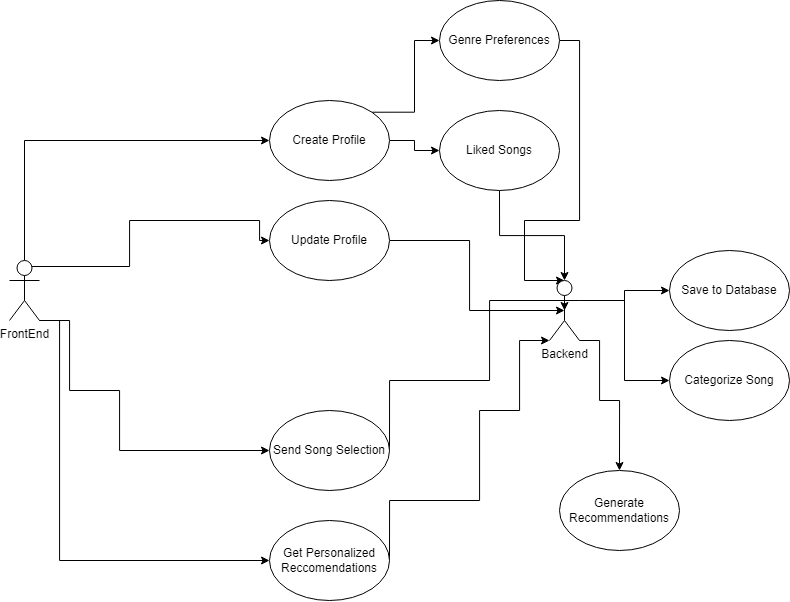 Genre Preferences
Create Profile
Liked Songs
Update Profile
Save to Database
FrontEnd
Backend
Categorize Song
Send Song Selection
Generate
Recommendations
Get Personalized
Reccomendations